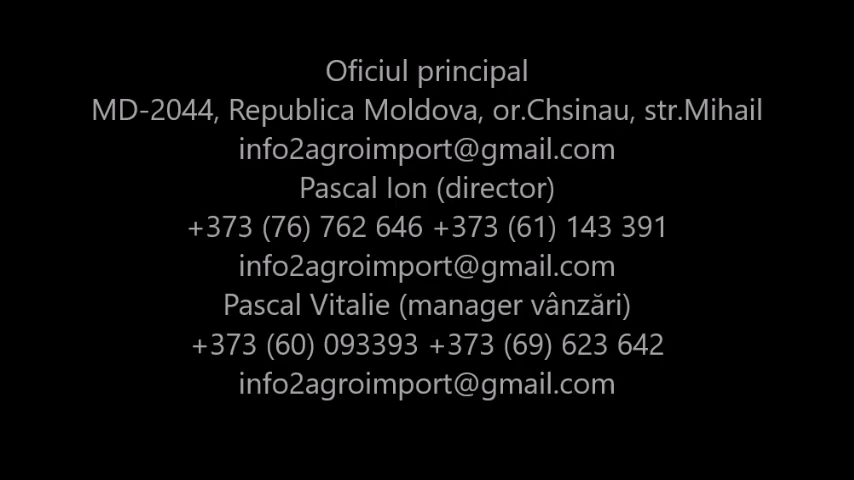 Oficiul principal
MD-2044, Republica Moldova, or.Chsinau, str.Mihail
info2agroimport@gmail.com
Pascal Ion (director)
+373 (76) 762 646 +373 (61) 143 391
info2agroimport@gmail.com
Pascal Vitalie (manager vânzări)
+373 (60) 093393 +373 (69) 623 642
info2agroimport@gmail.com